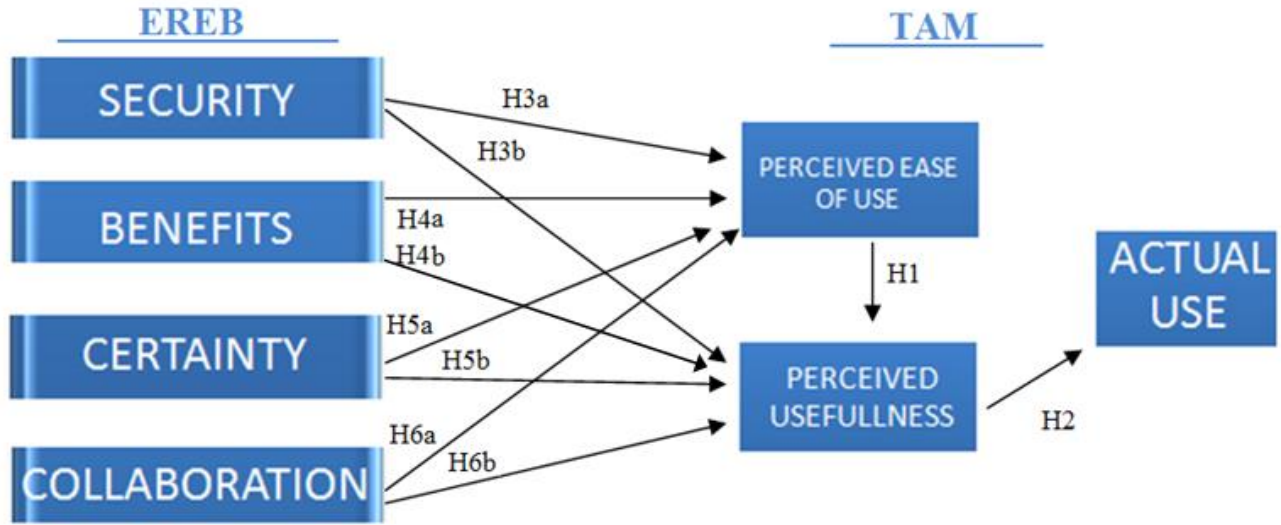 EREB
TAM
SECURITY
H3a
H3b
PERCEIVED EASE
OF USE
BENEFITS
H4a
H4b
H1
ACTUAL
USE
CERTAINTY
H5a
H5b
PERCEIVED
USEFULLNESS
H2
COLLABORATION
H6a
H6b